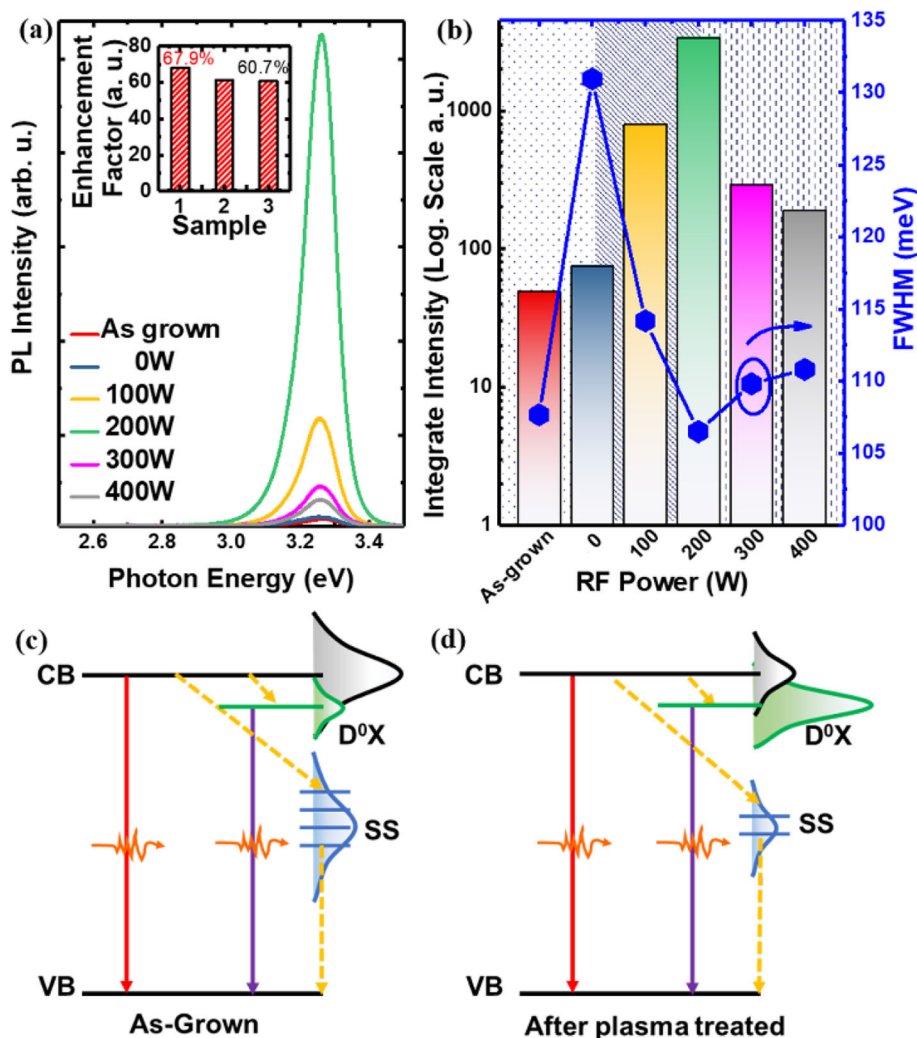 (a)
PL Intensity (arb. u.)
Enhancement
Factor (a. u.)
80
60
40
20
0
67.9%
60.7%
1 2 3
Sample
As grown
0W
100W
200W
300W
400W
2.6 2.8 3.0 3.2 3.4
Photon Energy (eV)
(b)
Integrate Intensity (Log. Scale a. u.)
1000
100
10
1
135
130
125
120
115
110
105
100
FWHM (meV)
As-grown 0 100 200 300 400
RF Power (W)
(c)
CB
D⁰X
SS
VB
As-Grown
(d)
CB
D⁰X
SS
VB
After plasma treated